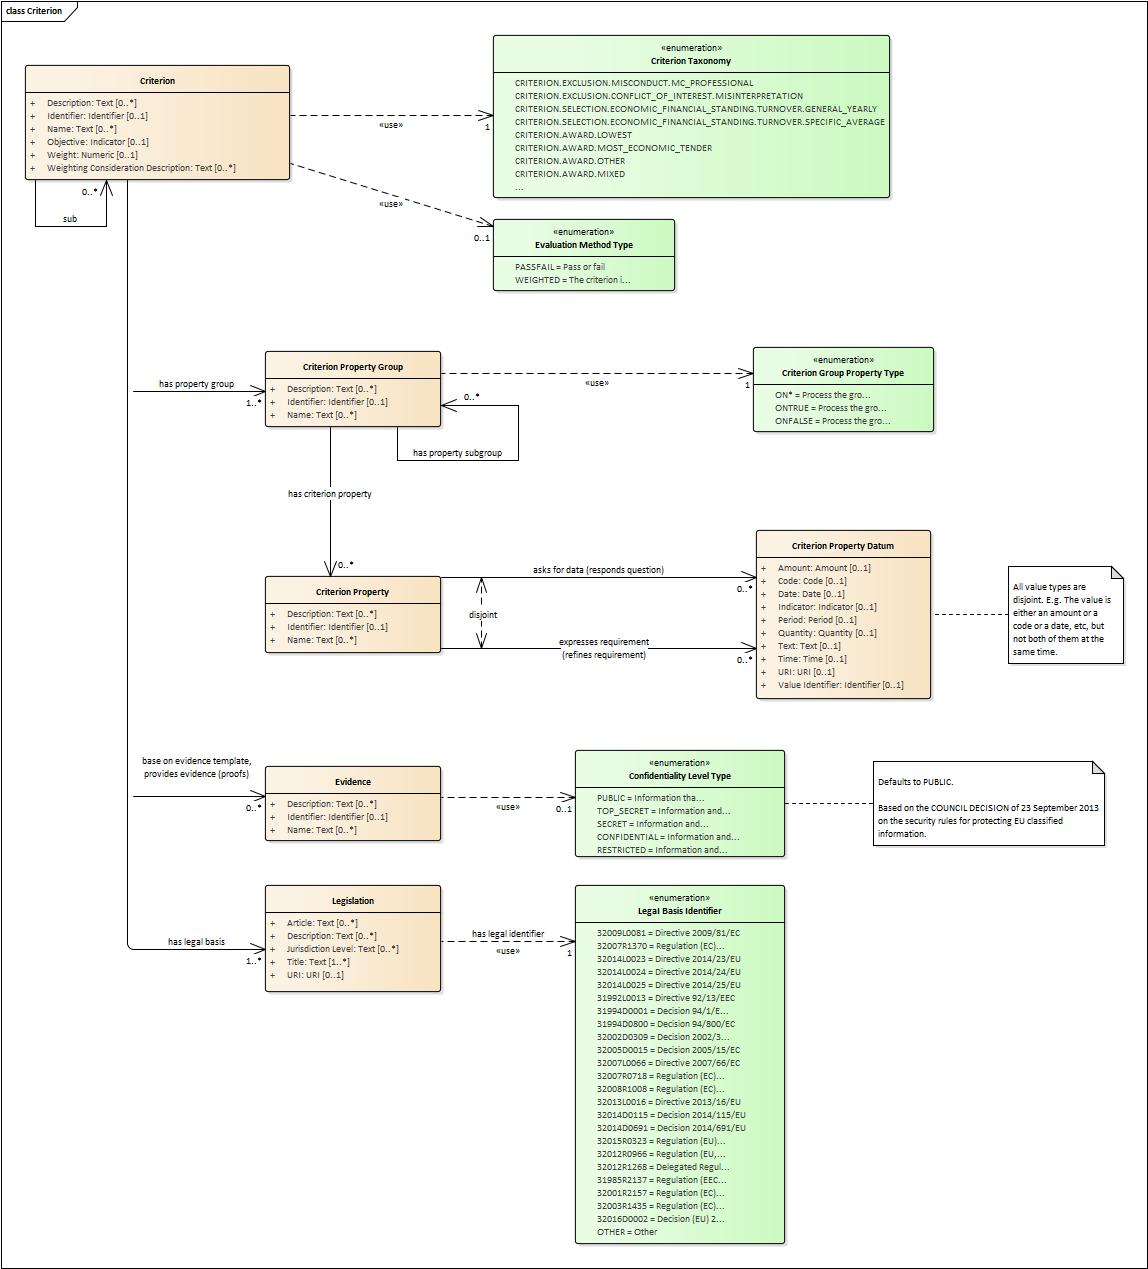 class Criterion
Criterion
+ Description: Text [0..*]
+ Identifier: Identifier [0..1]
+ Name: Text [0..*]
+ Objective: Indicator [0..1]
+ Weight: Numeric [0..1]
+ Weighting Consideration Description: Text [0..*]
0..*
sub
«use»
1
«use»
0..1
«enumeration»
Criterion Taxonomy
CRITERION.EXCLUSION.MISCONDUCT.MC_PROFESSIONAL
CRITERION.EXCLUSION.CONFLICT_OF_INTEREST.MISINTERPRETATION
CRITERION.SELECTION.ECONOMIC_FINANCIAL_STANDING.TURNOVER.GENERAL_YEARLY
CRITERION.SELECTION.ECONOMIC_FINANCIAL_STANDING.TURNOVER.SPECIFIC_AVERAGE
CRITERION.AWARD.LOWEST
CRITERION.AWARD.MOST_ECONOMIC_TENDER
CRITERION.AWARD.OTHER
CRITERION.AWARD.MIXED
...
«enumeration»
Evaluation Method Type
PASSFAIL = Pass or fail
WEIGHTED = The criterion i...
has property group
1..*
Criterion Property Group
+ Description: Text [0..*]
+ Identifier: Identifier [0..1]
+ Name: Text [0..*]
«use»
1
0..*
has property subgroup
«enumeration»
Criterion Group Property Type
ON* = Process the gro...
ONTRUE = Process the gro...
ONFALSE = Process the gro...
has criterion property
0..*
Criterion Property
+ Description: Text [0..*]
+ Identifier: Identifier [0..1]
+ Name: Text [0..*]
asks for data (responds question)
0..*
disjoint
expresses requirement
(refines requirement)
0..*
Criterion Property Datum
+ Amount: Amount [0..1]
+ Code: Code [0..1]
+ Date: Date [0..1]
+ Indicator: Indicator [0..1]
+ Period: Period [0..1]
+ Quantity: Quantity [0..1]
+ Text: Text [0..1]
+ Time: Time [0..1]
+ URI: URI [0..1]
+ Value Identifier: Identifier [0..1]
All value types are
disjoint. E.g. The value is
either an amount or a
code or a date, etc, but
not both of them at the
same time.
base on evidence template,
provides evidence (proofs)
0..*
Evidence
+ Description: Text [0..*]
+ Identifier: Identifier [0..1]
+ Name: Text [0..*]
«use»
0..1
«enumeration»
Confidentiality Level Type
PUBLIC = Information tha...
TOP_SECRET = Information and...
SECRET = Information and...
CONFIDENTIAL = Information and...
RESTRICTED = Information and...
Defaults to PUBLIC.
Based on the COUNCIL DECISION of 23 September 2013
on the security rules for protecting EU classified
information.
has legal basis
1..*
Legislation
+ Article: Text [0..*]
+ Description: Text [0..*]
+ Jurisdiction Level: Text [0..*]
+ Title: Text [1..*]
+ URI: URI [0..1]
has legal identifier
«use»
1
«enumeration»
Legal Basis Identifier
32009L0081 = Directive 2009/81/EC
32007R1370 = Regulation (EC)...
32014L0023 = Directive 2014/23/EU
32014L0024 = Directive 2014/24/EU
32014L0025 = Directive 2014/25/EU
31992L0013 = Directive 92/13/EEC
31994D0001 = Decision 94/1/E...
31994D0800 = Decision 94/800/EC
32002D0309 = Decision 2002/3...
32005D0015 = Decision 2005/15/EC
32007L0066 = Directive 2007/66/EC
32007R0718 = Regulation (EC)...
32008R1008 = Regulation (EC)...
32013L0016 = Directive 2013/16/EU
32014D0115 = Decision 2014/115/EU
32014D0691 = Decision 2014/691/EU
32015R0323 = Regulation (EU)...
32012R0966 = Regulation (EU,...
32012R1268 = Delegated Regul...
31985R2137 = Regulation (EEC...
32001R2157 = Regulation (EC)...
32003R1435 = Regulation (EC)...
32016D0002 = Decision (EU) 2...
OTHER = Other